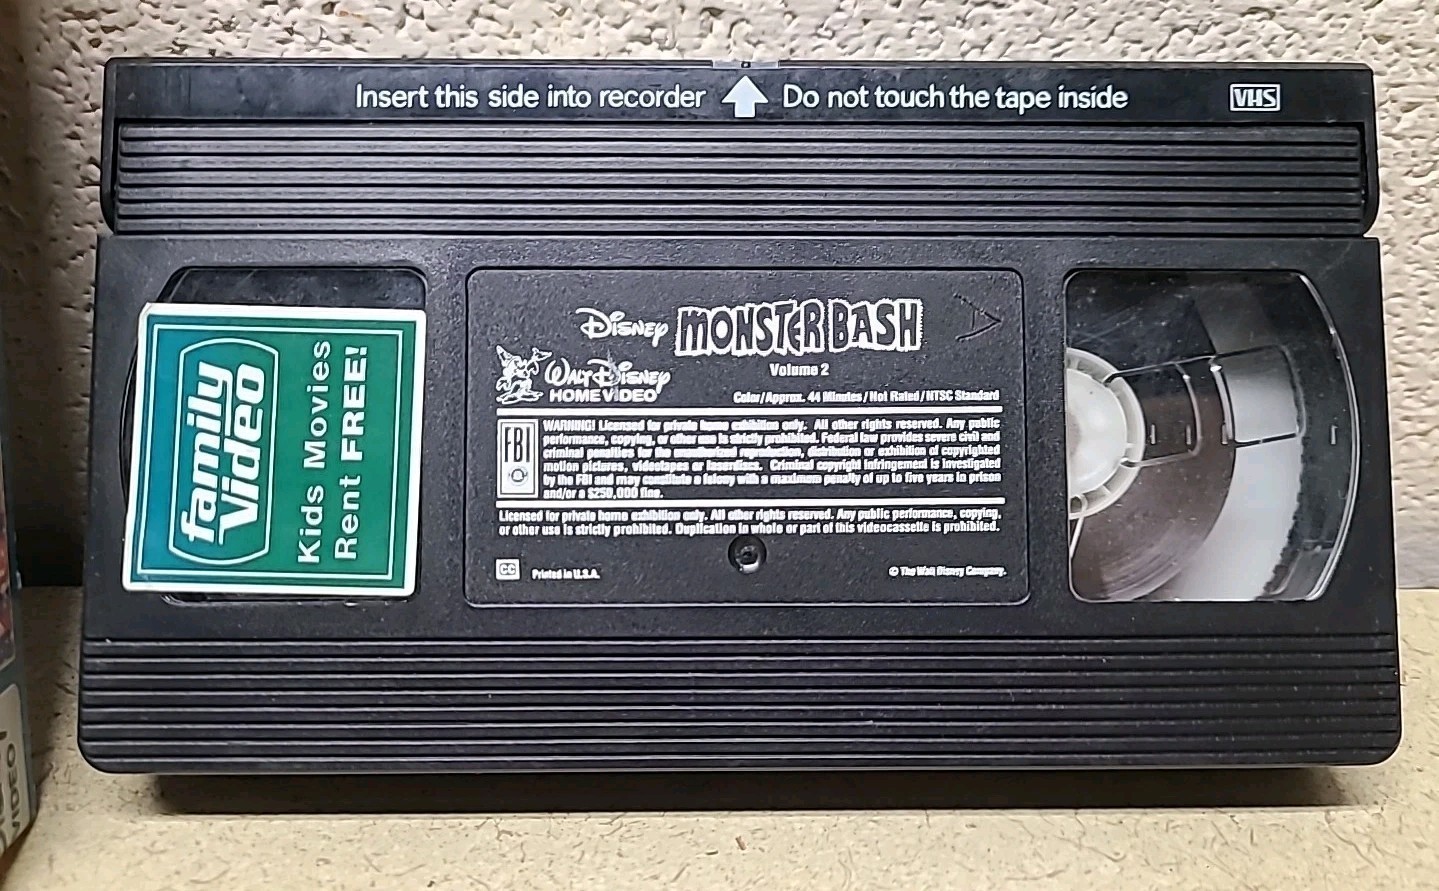 Insert this side into recorder Do not touch the tape inside VHS
family
Video
Kids Movies
Rent FREE!
Disney MONSTER BASH
Volume 2
WALT DISNEY
HOME VIDEO
Color/Approx. 44 Minutes/Not Rated/NTSC Standard
FBI
WARNING! Licensed for private home exhibition only. All other rights reserved. Any public
performance, copying, or other use is strictly prohibited. Federal law provides severe civil and
criminal penalties for the unauthorized reproduction, distribution or exhibition of copyrighted
motion pictures, videotapes or laserdiscs. Criminal copyright infringement is investigated
by the FBI and may constitute a felony with a maximum penalty of up to five years in prison
and/or a $250,000 fine.
Licensed for private home exhibition only. All other rights reserved. Any public performance, copying,
or other use is strictly prohibited. Duplication in whole or part of this videocassette is prohibited.
CC Printed in U.S.A. © The Walt Disney Company.
VIDEO